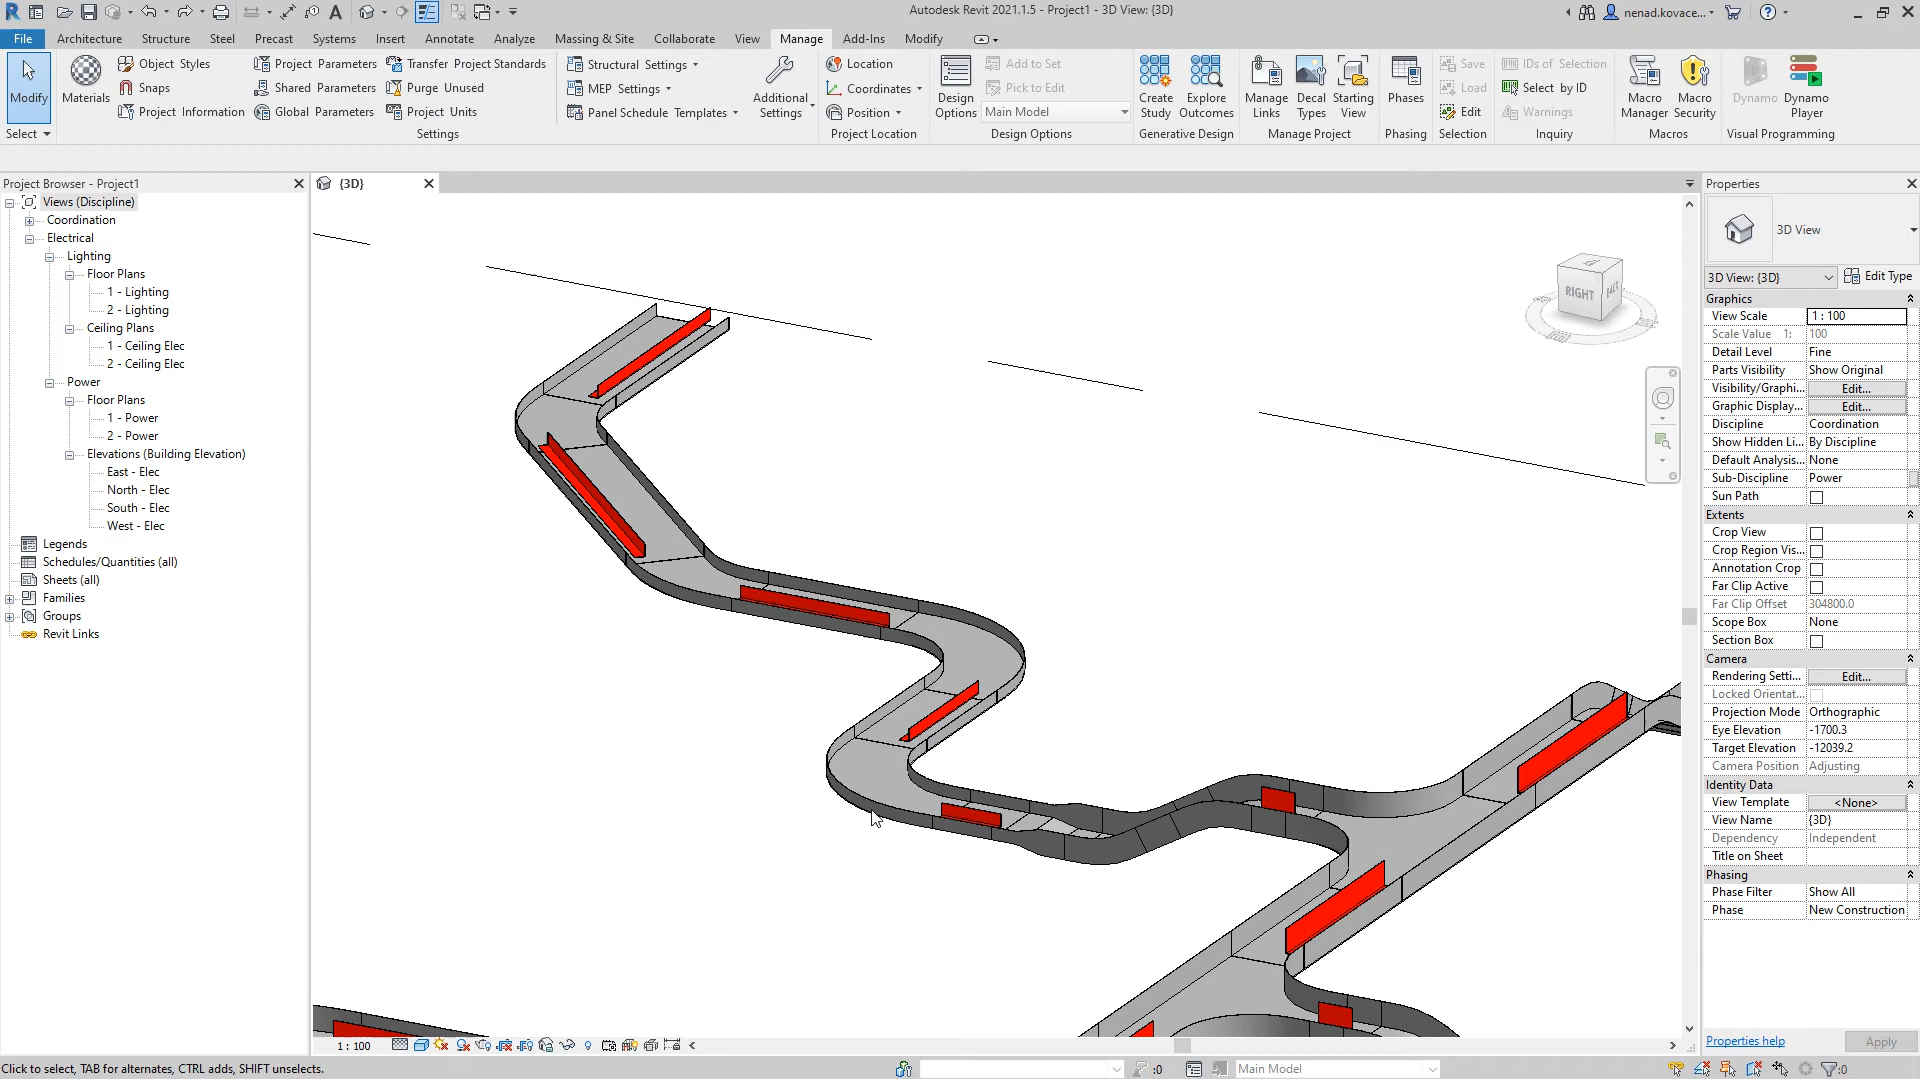 Autodesk Revit 2021.1.5 - Project1 - 3D View: {3D}
nenad.kovace...
File Architecture Structure Steel Precast Systems Insert Annotate Analyze Massing & Site Collaborate View Manage Add-Ins Modify
Modify
Select
Materials
Object Styles
Snaps
Project Information
Project Parameters
Shared Parameters
Global Parameters
Transfer Project Standards
Purge Unused
Project Units
Settings
Structural Settings
MEP Settings
Panel Schedule Templates
Additional
Settings
Location
Coordinates
Position
Project Location
Design
Options
Add to Set
Pick to Edit
Main Model
Design Options
Create
Study
Explore
Outcomes
Generative Design
Manage
Links
Decal
Types
Starting
View
Manage Project
Phases
Phasing
Save
Load
Edit
Selection
IDs of Selection
Select by ID
Warnings
Inquiry
Macro
Manager
Macro
Security
Macros
Dynamo
Dynamo
Player
Visual Programming
Project Browser - Project1
Views (Discipline)
Coordination
Electrical
Lighting
Floor Plans
1 - Lighting
2 - Lighting
Ceiling Plans
1 - Ceiling Elec
2 - Ceiling Elec
Power
Floor Plans
1 - Power
2 - Power
Elevations (Building Elevation)
East - Elec
North - Elec
South - Elec
West - Elec
Legends
Schedules/Quantities (all)
Sheets (all)
Families
Groups
Revit Links
{3D}
RIGHT
BACK
Properties
3D View
3D View: {3D} Edit Type
Graphics
View Scale 1 : 100
Scale Value 1: 100
Detail Level Fine
Parts Visibility Show Original
Visibility/Graphi... Edit...
Graphic Display... Edit...
Discipline Coordination
Show Hidden Li... By Discipline
Default Analysis... None
Sub-Discipline Power
Sun Path
Extents
Crop View
Crop Region Vis...
Annotation Crop
Far Clip Active
Far Clip Offset 304800.0
Scope Box None
Section Box
Camera
Rendering Setti... Edit...
Locked Orientat...
Projection Mode Orthographic
Eye Elevation -1700.3
Target Elevation -12039.2
Camera Position Adjusting
Identity Data
View Template <None>
View Name {3D}
Dependency Independent
Title on Sheet
Phasing
Phase Filter Show All
Phase New Construction
Properties help Apply
1 : 100
Click to select, TAB for alternates, CTRL adds, SHIFT unselects.
:0
Main Model
:0